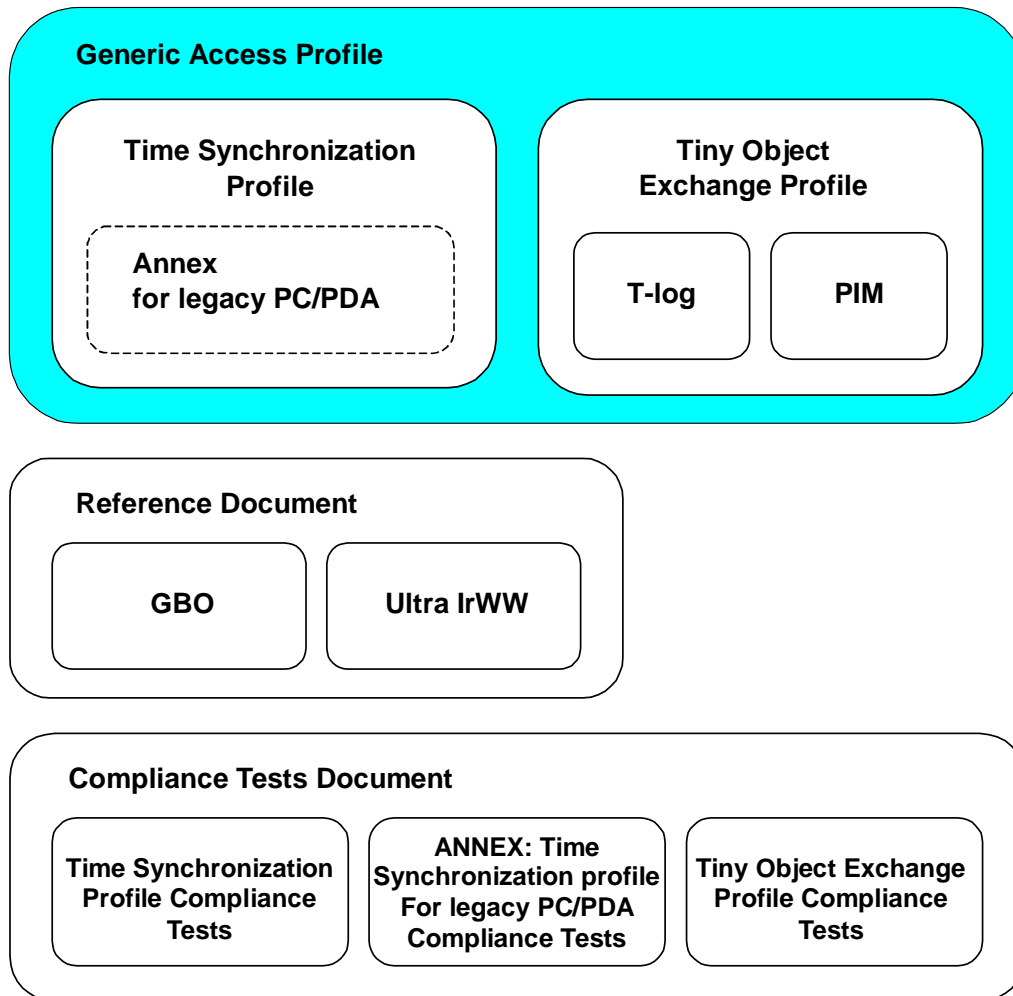 Generic Access Profile
Time Synchronization
Profile
Annex
for legacy PC/PDA
Tiny Object
Exchange Profile
T-log
PIM
Reference Document
GBO
Ultra IrWW
Compliance Tests Document
Time Synchronization
Profile Compliance
Tests
ANNEX: Time
Synchronization profile
For legacy PC/PDA
Compliance Tests
Tiny Object Exchange
Profile Compliance
Tests